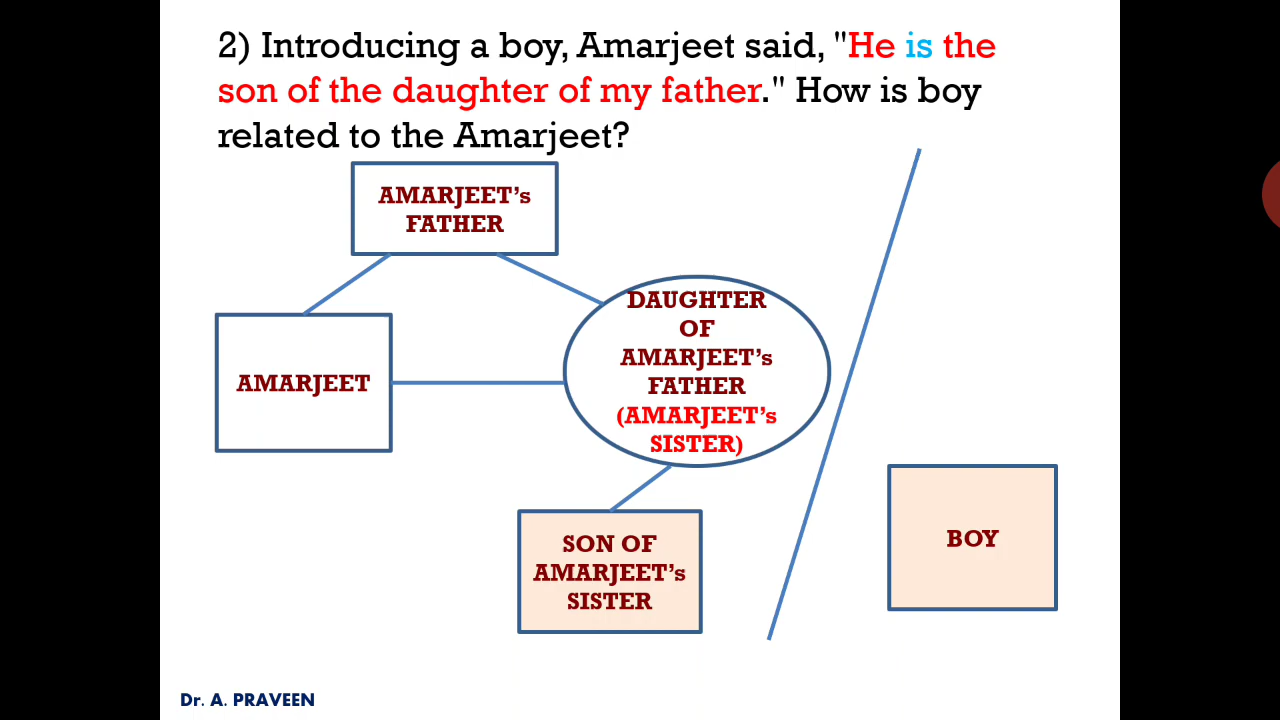 2) Introducing a boy, Amarjeet said, "He is the
son of the daughter of my father." How is boy
related to the Amarjeet?
AMARJEET's
FATHER
DAUGHTER
OF
AMARJEET's
FATHER
(AMARJEET's
SISTER)
AMARJEET
SON OF
AMARJEET's
SISTER
BOY
Dr. A. PRAVEEN